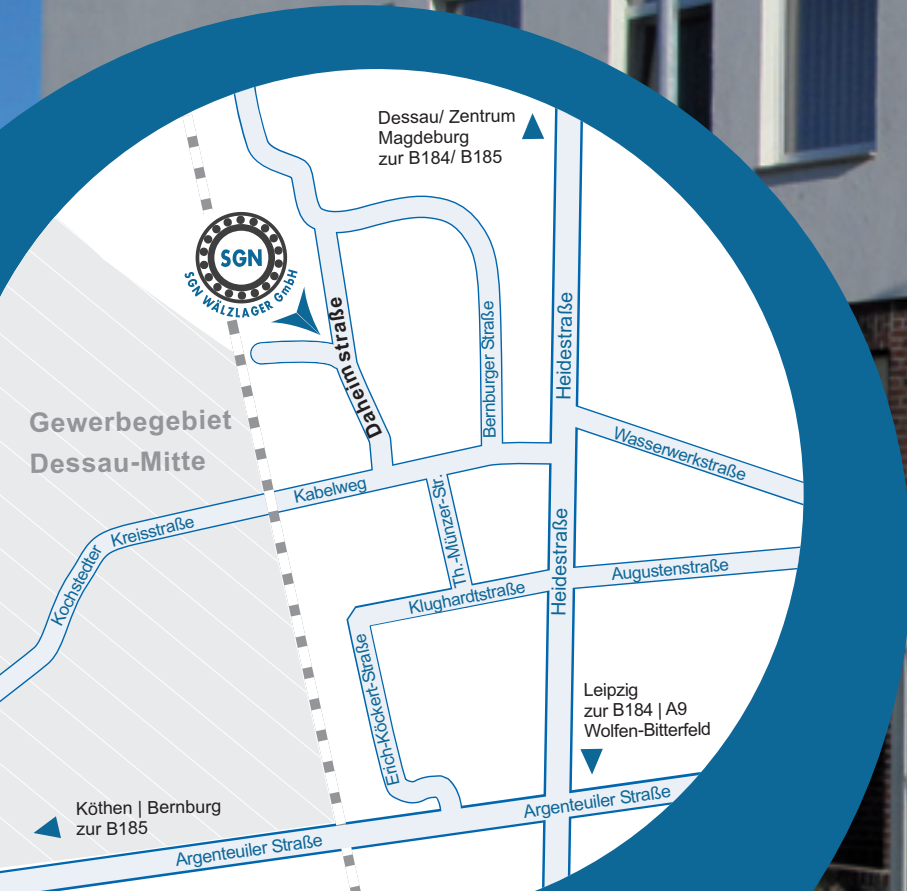 Dessau/ Zentrum
Magdeburg
zur B184/ B185
SGN
SGN WÄLZLAGER GmbH
Daheimstraße
Bernburger Straße
Heidestraße
Wasserwerkstraße
Gewerbegebiet
Dessau-Mitte
Kabelweg
Kreisstraße
Kochstedter
Th.-Münzer-Str.
Heidestraße
Augustenstraße
Klughardtstraße
Erich-Köckert-Straße
Leipzig
zur B184 | A9
Wolfen-Bitterfeld
Köthen | Bernburg
zur B185
Argenteuiler Straße
Argenteuiler Straße